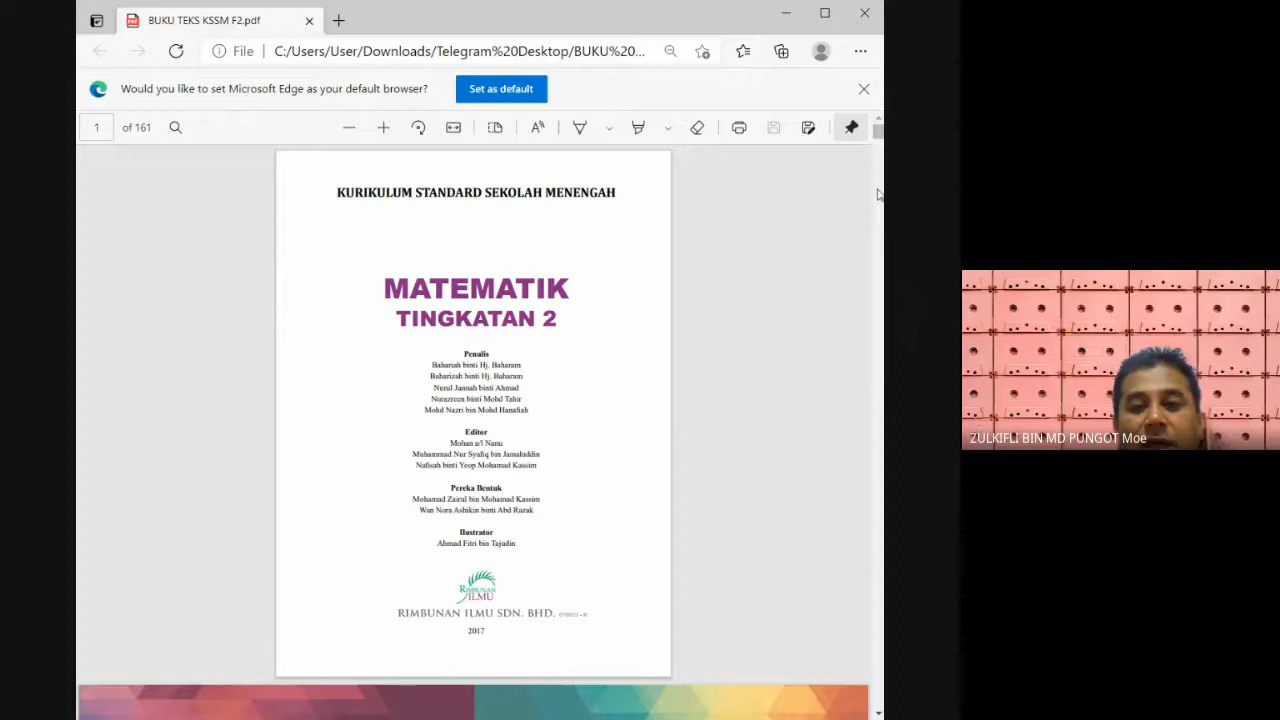 BUKU TEKS KSSM F2.pdf
File
C:/Users/User/Downloads/Telegram%20Desktop/BUKU%20...
Would you like to set Microsoft Edge as your default browser?
Set as default
1 of 161
KURIKULUM STANDARD SEKOLAH MENENGAH
MATEMATIK
TINGKATAN 2
Penulis
Bahariah binti Hj. Baharam
Baharizah binti Hj. Baharam
Nurul Jannah binti Ahmad
Nurazreen binti Mohd Tahir
Mohd Nazri bin Mohd Hanafiah
Editor
Mohan a/l Nanu
Muhammad Nur Syafiq bin Jamaluddin
binti Yeop Mohamad Kassim
Pereka Bentuk
Mohamad Zairul bin Mohamad Kassim
Wan Nora Ashikin binti Abd Razak
Ilustrator
Ahmad Fitri bin Tajudin
RIMBUNAN
ILMU
RIMBUNAN ILMU SDN. BHD.
2017
ZULKIFLI BIN MD PUNGOT Moe